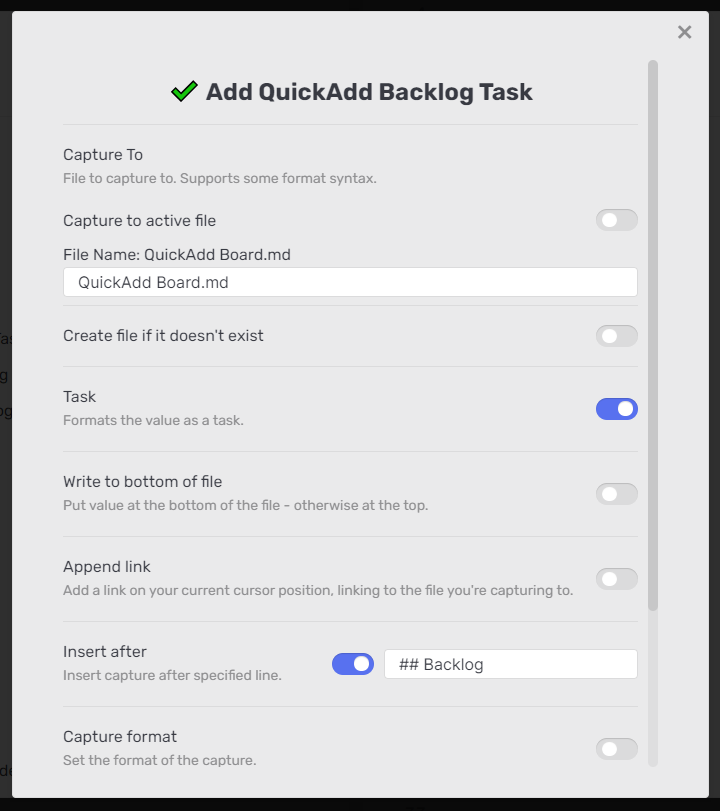 Add QuickAdd Backlog Task
Capture To
File to capture to. Supports some format syntax.
Capture to active file
File Name: QuickAdd Board.md
QuickAdd Board.md
Create file if it doesn't exist
Task
Formats the value as a task.
Write to bottom of file
Put value at the bottom of the file - otherwise at the top.
Append link
Add a link on your current cursor position, linking to the file you're capturing to.
Insert after
Insert capture after specified line.
## Backlog
Capture format
Set the format of the capture.